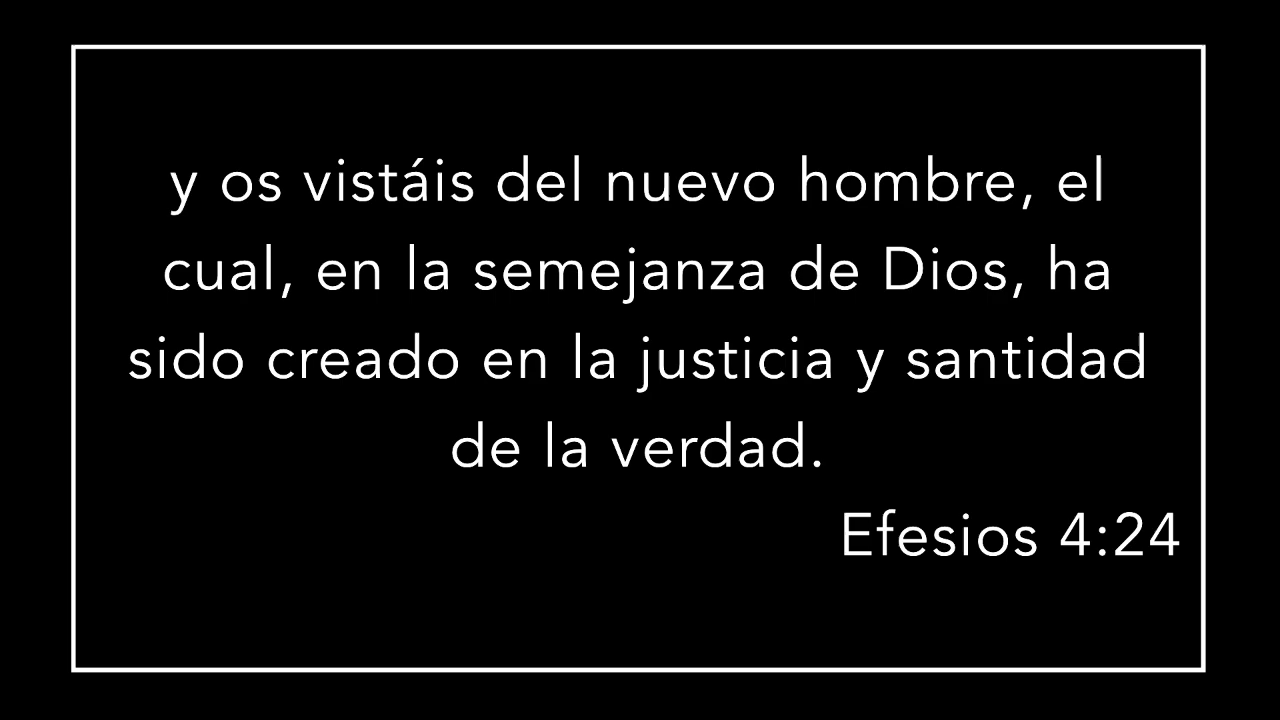 y os vistáis del nuevo hombre, el
cual, en la semejanza de Dios, ha
sido creado en la justicia y santidad
de la verdad.
Efesios 4:24